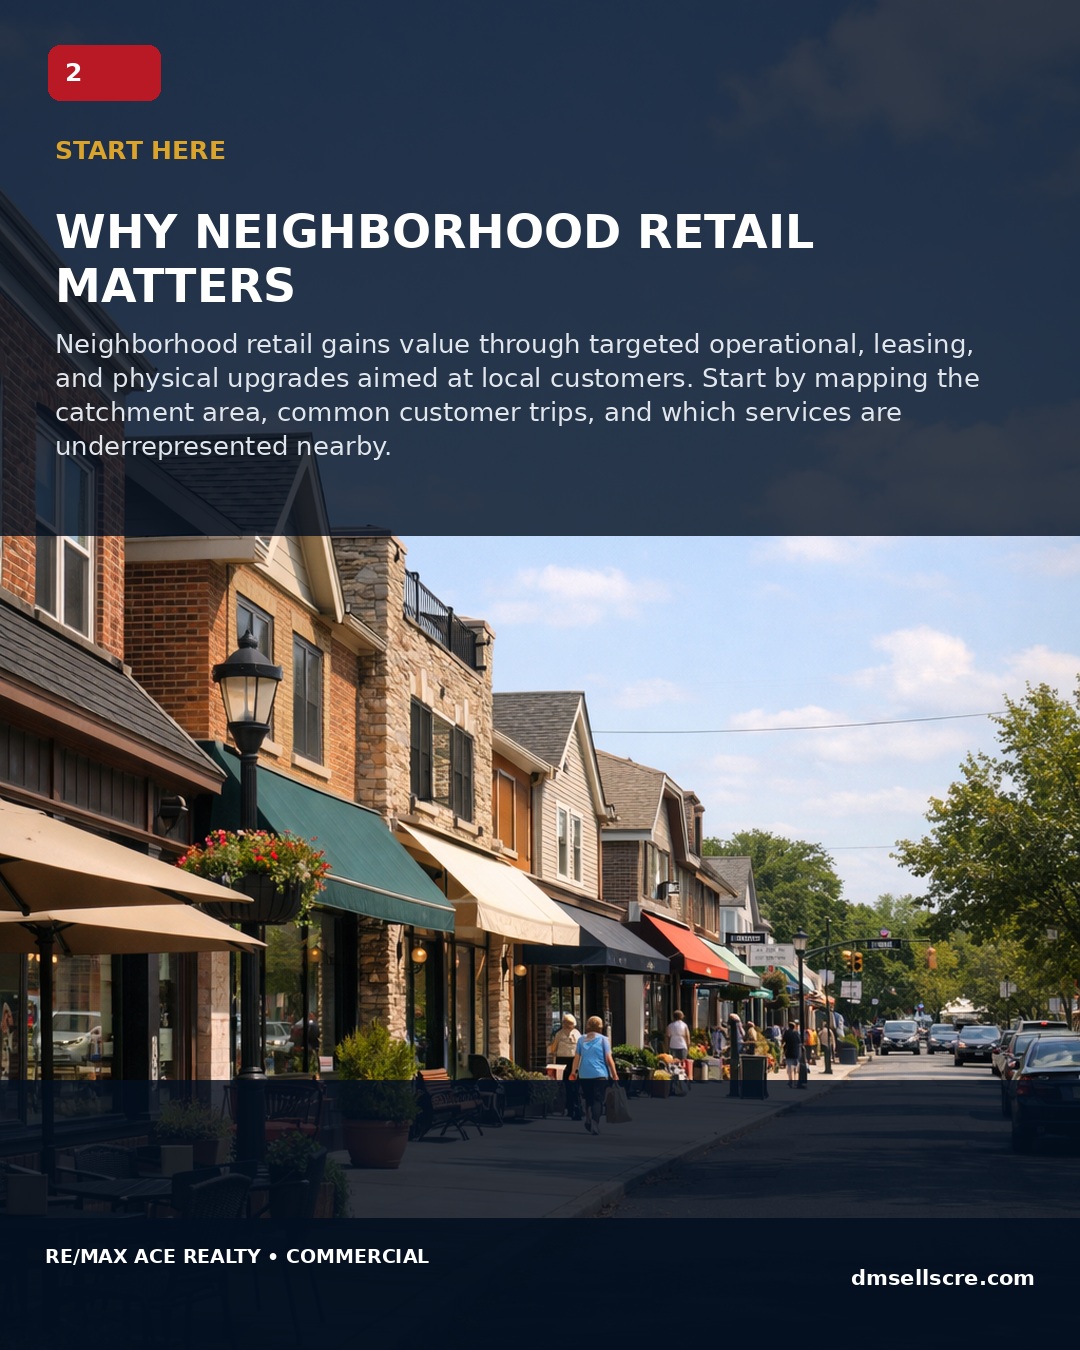 2
START HERE
WHY NEIGHBORHOOD RETAIL
MATTERS
Neighborhood retail gains value through targeted operational, leasing,
and physical upgrades aimed at local customers. Start by mapping the
catchment area, common customer trips, and which services are
underrepresented nearby.
RE/MAX ACE REALTY • COMMERCIAL
dmsellscre.com